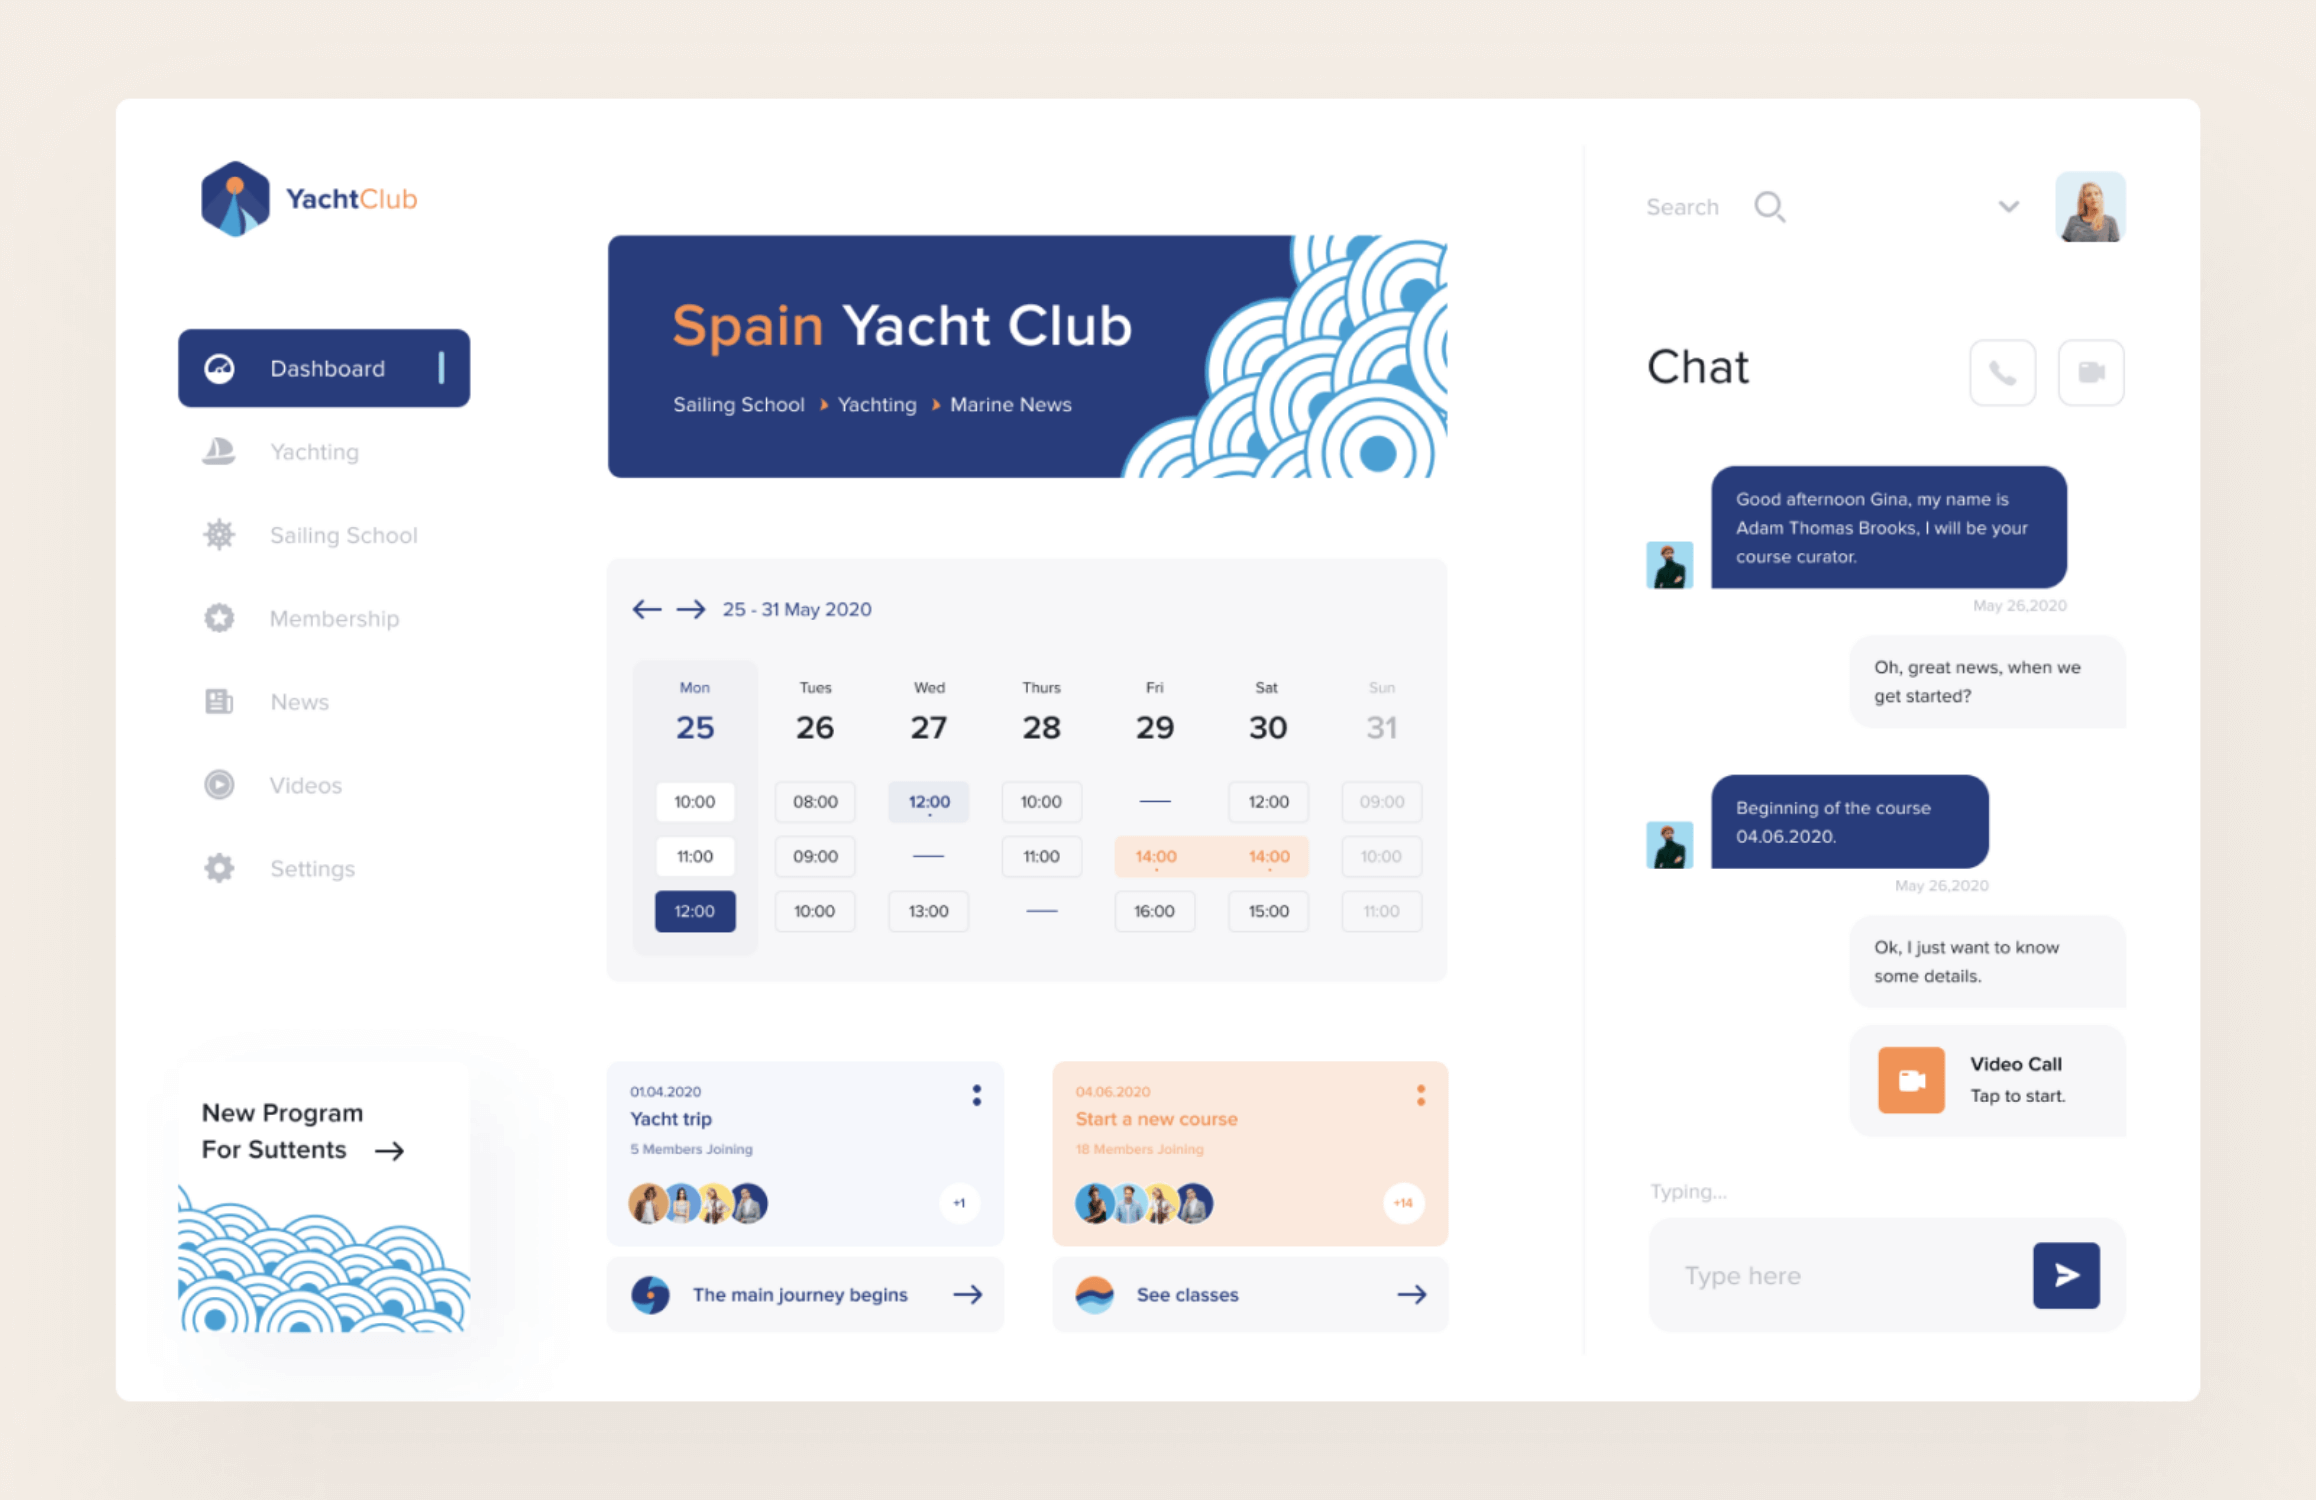 YachtClub
Dashboard
Yachting
Sailing School
Membership
News
Videos
Settings
New Program
For Suttents
Spain Yacht Club
Sailing School Yachting Marine News
25 - 31 May 2020
Mon Tues Wed Thurs Fri Sat Sun
25 26 27 28 29 30 31
10:00 08:00 12:00 10:00 — 12:00 09:00
11:00 09:00 — 11:00 14:00 14:00 10:00
12:00 10:00 13:00 — 16:00 15:00 11:00
01.04.2020
Yacht trip
5 Members Joining
+1
The main journey begins
04.06.2020
Start a new course
18 Members Joining
+14
See classes
Search
Chat
Good afternoon Gina, my name is
Adam Thomas Brooks, I will be your
course curator.
May 26,2020
Oh, great news, when we
get started?
Beginning of the course
04.06.2020.
May 26,2020
Ok, I just want to know
some details.
Video Call
Tap to start.
Typing...
Type here